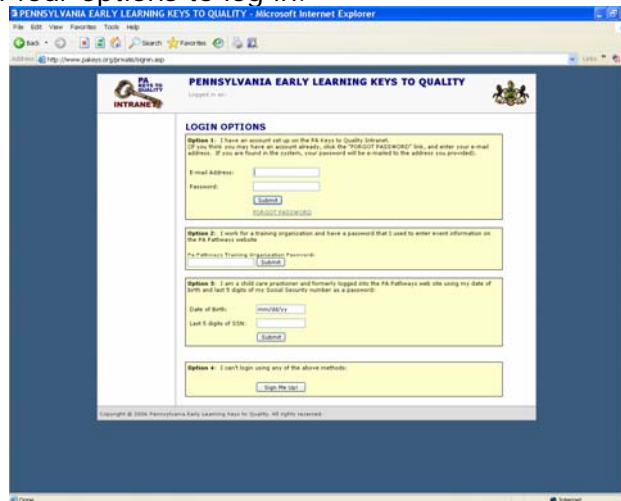 PENNSYLVANIA EARLY LEARNING KEYS TO QUALITY - Microsoft Internet Explorer
File Edit View Favorites Tools Help
Back Search Favorites
Address http://www.pakeys.org/private/signin.asp Links
PA
KEYS TO
QUALITY
INTRANET
PENNSYLVANIA EARLY LEARNING KEYS TO QUALITY
Logged in as:
LOGIN OPTIONS
Option 1: I have an account set up on the PA Keys to Quality Intranet.
(If you think you may have an account already, click the "FORGOT PASSWORD" link, and enter your e-mail
address. If you are found in the system, your password will be e-mailed to the address you provided).
E-mail Address:
Password:
Submit
FORGOT PASSWORD
Option 2: I work for a training organization and have a password that I used to enter event information on
the PA Pathways website
Pa Pathways Training Organization Password:
Submit
Option 3: I am a child care practioner and formerly logged into the PA Pathways web site using my date of
birth and last 5 digits of my Social Security number as a password:
Date of Birth: mm/dd/yy
Last 5 digits of SSN:
Submit
Option 4: I can't login using any of the above methods:
Sign Me Up!
Copyright @ 2006 Pennsylvania Early Learning Keys to Quality. All rights reserved.
Done Internet